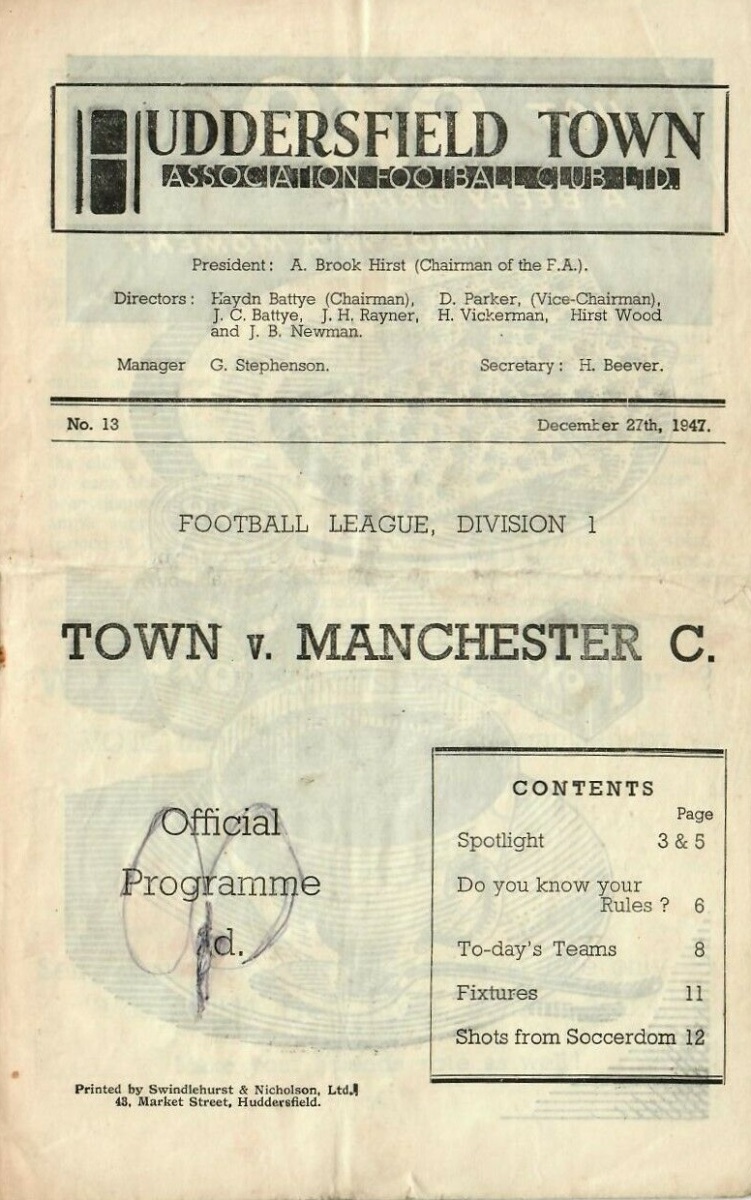 HUDDERSFIELD TOWN
ASSOCIATION FOOTBALL CLUB LTD.
President: A. Brook Hirst (Chairman of the F.A.).
Directors: Haydn Battye (Chairman), D. Parker, (Vice-Chairman),
J. C. Battye, J. H. Rayner, H. Vickerman, Hirst Wood
and J. B. Newman.
Manager G. Stephenson. Secretary: H. Beever.
No. 13 December 27th, 1947.
FOOTBALL LEAGUE, DIVISION 1
TOWN v. MANCHESTER C.
Official
Programme
d.
CONTENTS
Page
Spotlight 3 & 5
Do you know your
Rules ? 6
To-day's Teams 8
Fixtures 11
Shots from Soccerdom 12
Printed by Swindlehurst & Nicholson, Ltd.,
43, Market Street, Huddersfield.